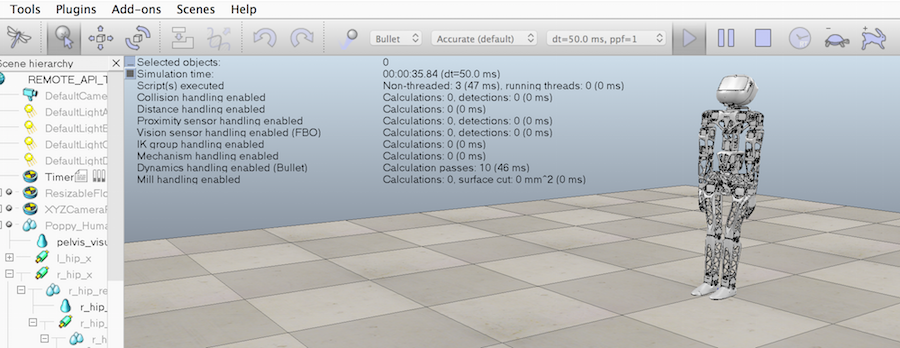 Tools Plugins Add-ons Scenes Help
Bullet Accurate (default) dt=50.0 ms, ppf=1
Scene hierarchy
REMOTE_API_T
DefaultCame
DefaultLightA
DefaultLightB
DefaultLightC
DefaultLightD
Timer
ResizableFlo
XYZCameraP
Poppy_Huma
pelvis_visu
l_hip_x
r_hip_x
r_hip_re
r_hip_
r_hip_
r_h
Selected objects: 0
Simulation time: 00:00:35.84 (dt=50.0 ms)
Script(s) executed Non-threaded: 3 (47 ms), running threads: 0 (0 ms)
Collision handling enabled Calculations: 0, detections: 0 (0 ms)
Distance handling enabled Calculations: 0 (0 ms)
Proximity sensor handling enabled Calculations: 0, detections: 0 (0 ms)
Vision sensor handling enabled (FBO) Calculations: 0, detections: 0 (0 ms)
IK group handling enabled Calculations: 0 (0 ms)
Mechanism handling enabled Calculations: 0 (0 ms)
Dynamics handling enabled (Bullet) Calculation passes: 10 (46 ms)
Mill handling enabled Calculations: 0, surface cut: 0 mm^2 (0 ms)